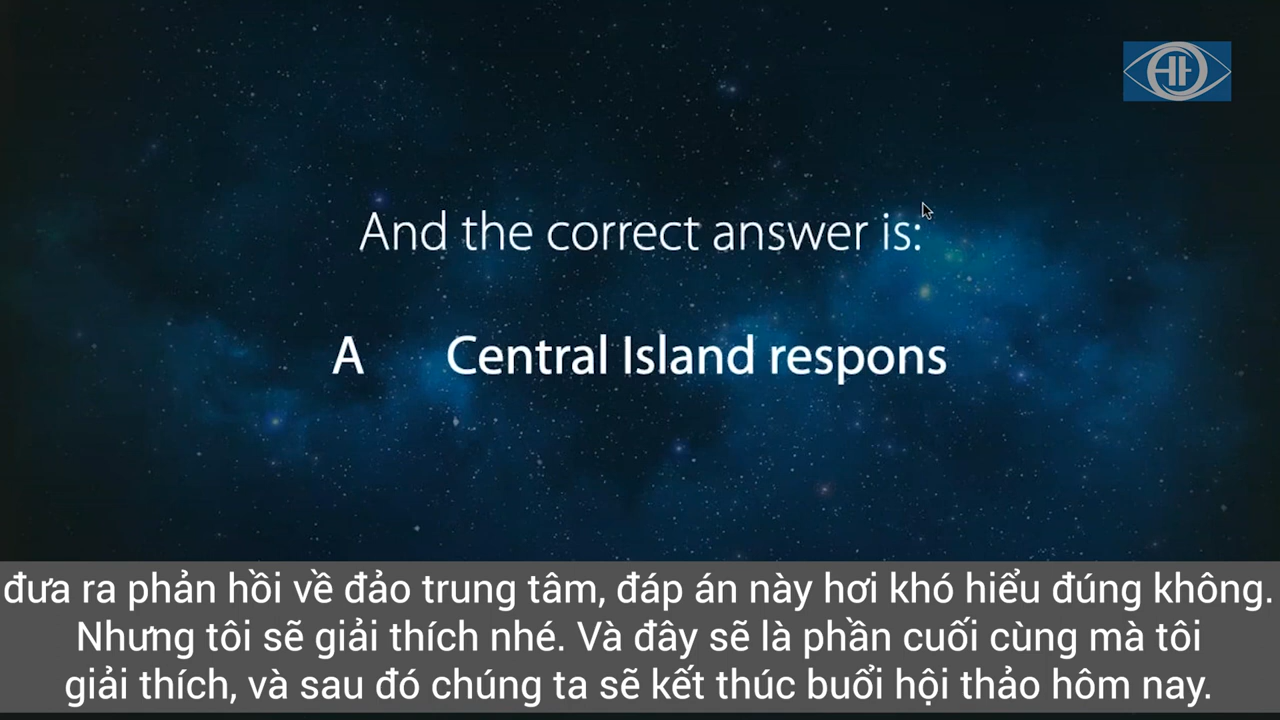 And the correct answer is:
A Central Island respons
đưa ra phản hồi về đảo trung tâm, đáp án này hơi khó hiểu đúng không.
Nhưng tôi sẽ giải thích nhé. Và đây sẽ là phần cuối cùng mà tôi
giải thích, và sau đó chúng ta sẽ kết thúc buổi hội thảo hôm nay.